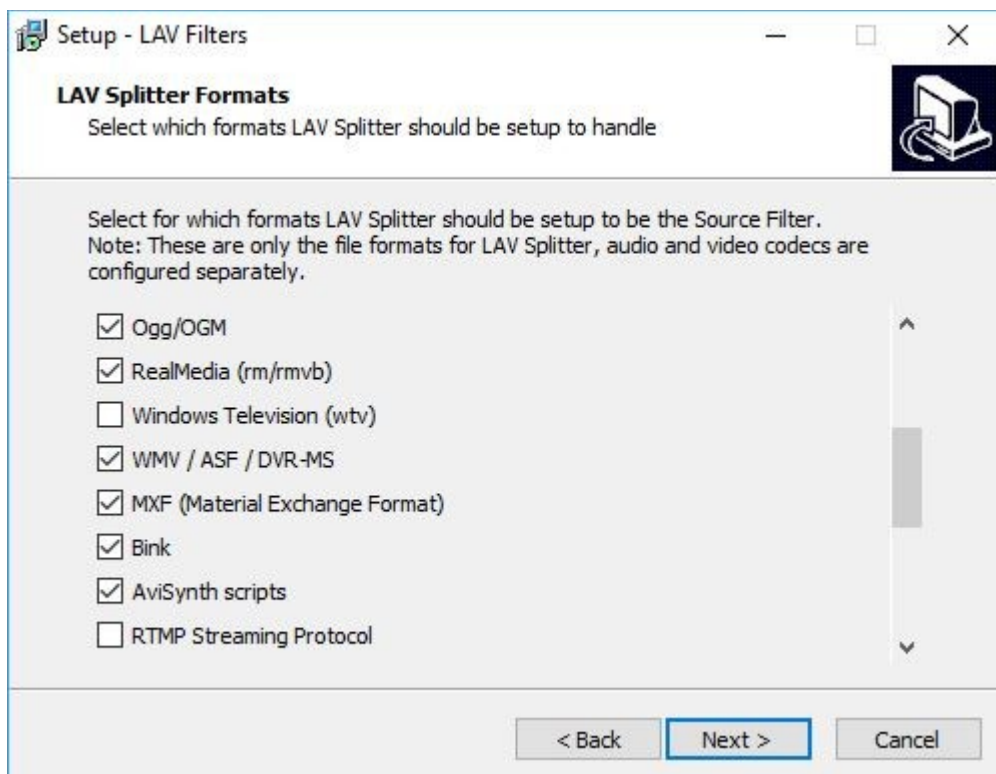 Setup - LAV Filters
LAV Splitter Formats
Select which formats LAV Splitter should be setup to handle
Select for which formats LAV Splitter should be setup to be the Source Filter.
Note: These are only the file formats for LAV Splitter, audio and video codecs are
configured separately.
Ogg/OGM
RealMedia (rm/rmvb)
Windows Television (wtv)
WMV / ASF / DVR-MS
MXF (Material Exchange Format)
Bink
AviSynth scripts
RTMP Streaming Protocol
< Back Next > Cancel